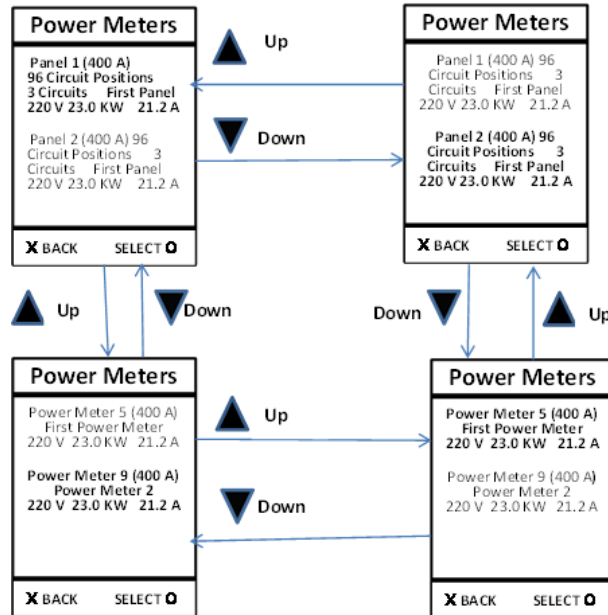 Power Meters
Panel 1 (400 A)
96 Circuit Positions
3 Circuits First Panel
220 V 23.0 KW 21.2 A
Panel 2 (400 A) 96
Circuit Positions 3
Circuits First Panel
220 V 23.0 KW 21.2 A
X BACK SELECT O
Up
Down
Power Meters
Panel 1 (400 A) 96
Circuit Positions 3
Circuits First Panel
220 V 23.0 KW 21.2 A
Panel 2 (400 A) 96
Circuit Positions 3
Circuits First Panel
220 V 23.0 KW 21.2 A
X BACK SELECT O
Up
Down
Down
Up
Power Meters
Power Meter 5 (400 A)
First Power Meter
220 V 23.0 KW 21.2 A
Power Meter 9 (400 A)
Power Meter 2
220 V 23.0 KW 21.2 A
X BACK SELECT O
Up
Down
Power Meters
Power Meter 5 (400 A)
First Power Meter
220 V 23.0 KW 21.2 A
Power Meter 9 (400 A)
Power Meter 2
220 V 23.0 KW 21.2 A
X BACK SELECT O